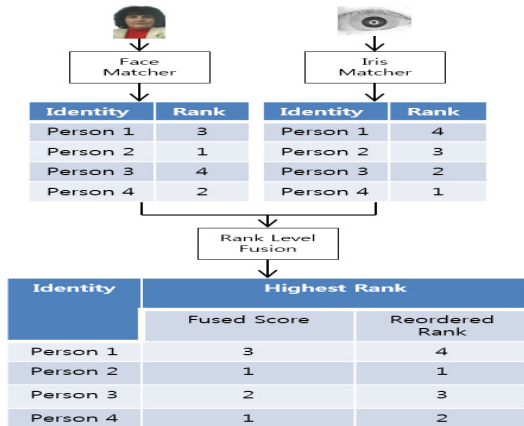 Face
Matcher
Iris
Matcher
Identity Rank
Person 1 3
Person 2 1
Person 3 4
Person 4 2
Identity Rank
Person 1 4
Person 2 3
Person 3 2
Person 4 1
Rank Level
Fusion
Identity Highest Rank
Fused Score Reordered
Rank
Person 1 3 4
Person 2 1 1
Person 3 2 3
Person 4 1 2